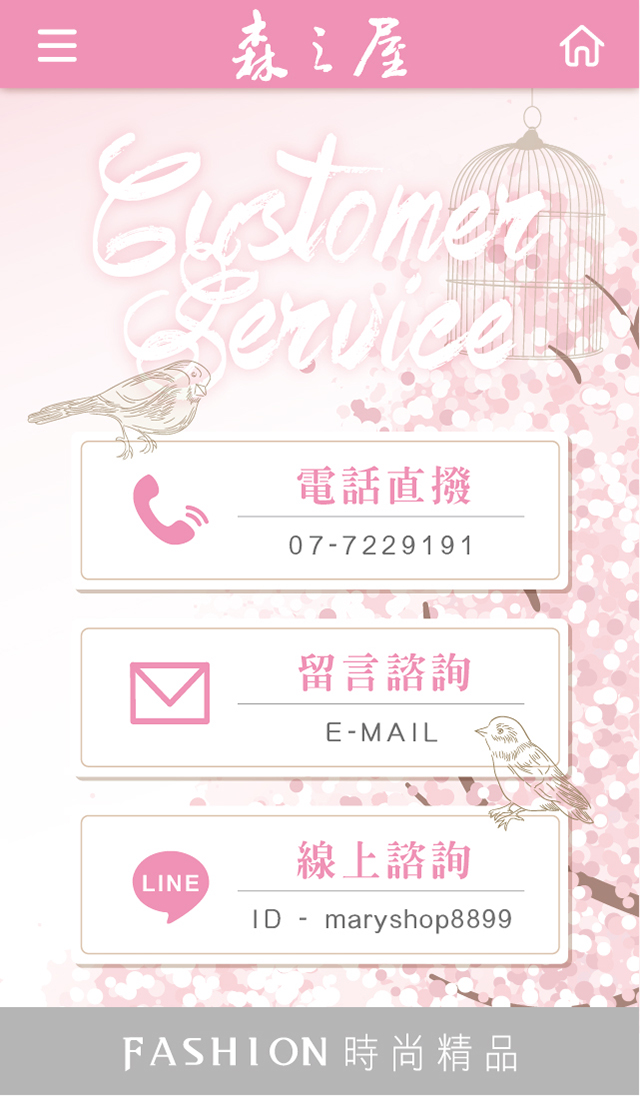 森之屋
Customer
Service
電話直撥
07-7229191
留言諮詢
E-MAIL
LINE
線上諮詢
ID - maryshop8899
FASHION 時尚精品